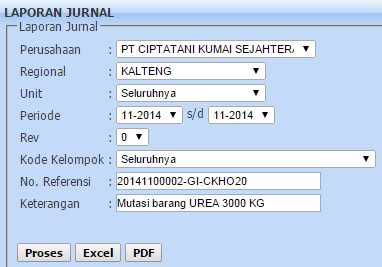 LAPORAN JURNAL
Laporan Jurnal
Perusahaan : PT CIPTATANI KUMAI SEJAHTERA
Regional : KALTENG
Unit : Seluruhnya
Periode : 11-2014 s/d 11-2014
Rev : 0
Kode Kelompok : Seluruhnya
No. Referensi : 20141100002-GI-CKHO20
Keterangan : Mutasi barang UREA 3000 KG
Proses Excel PDF